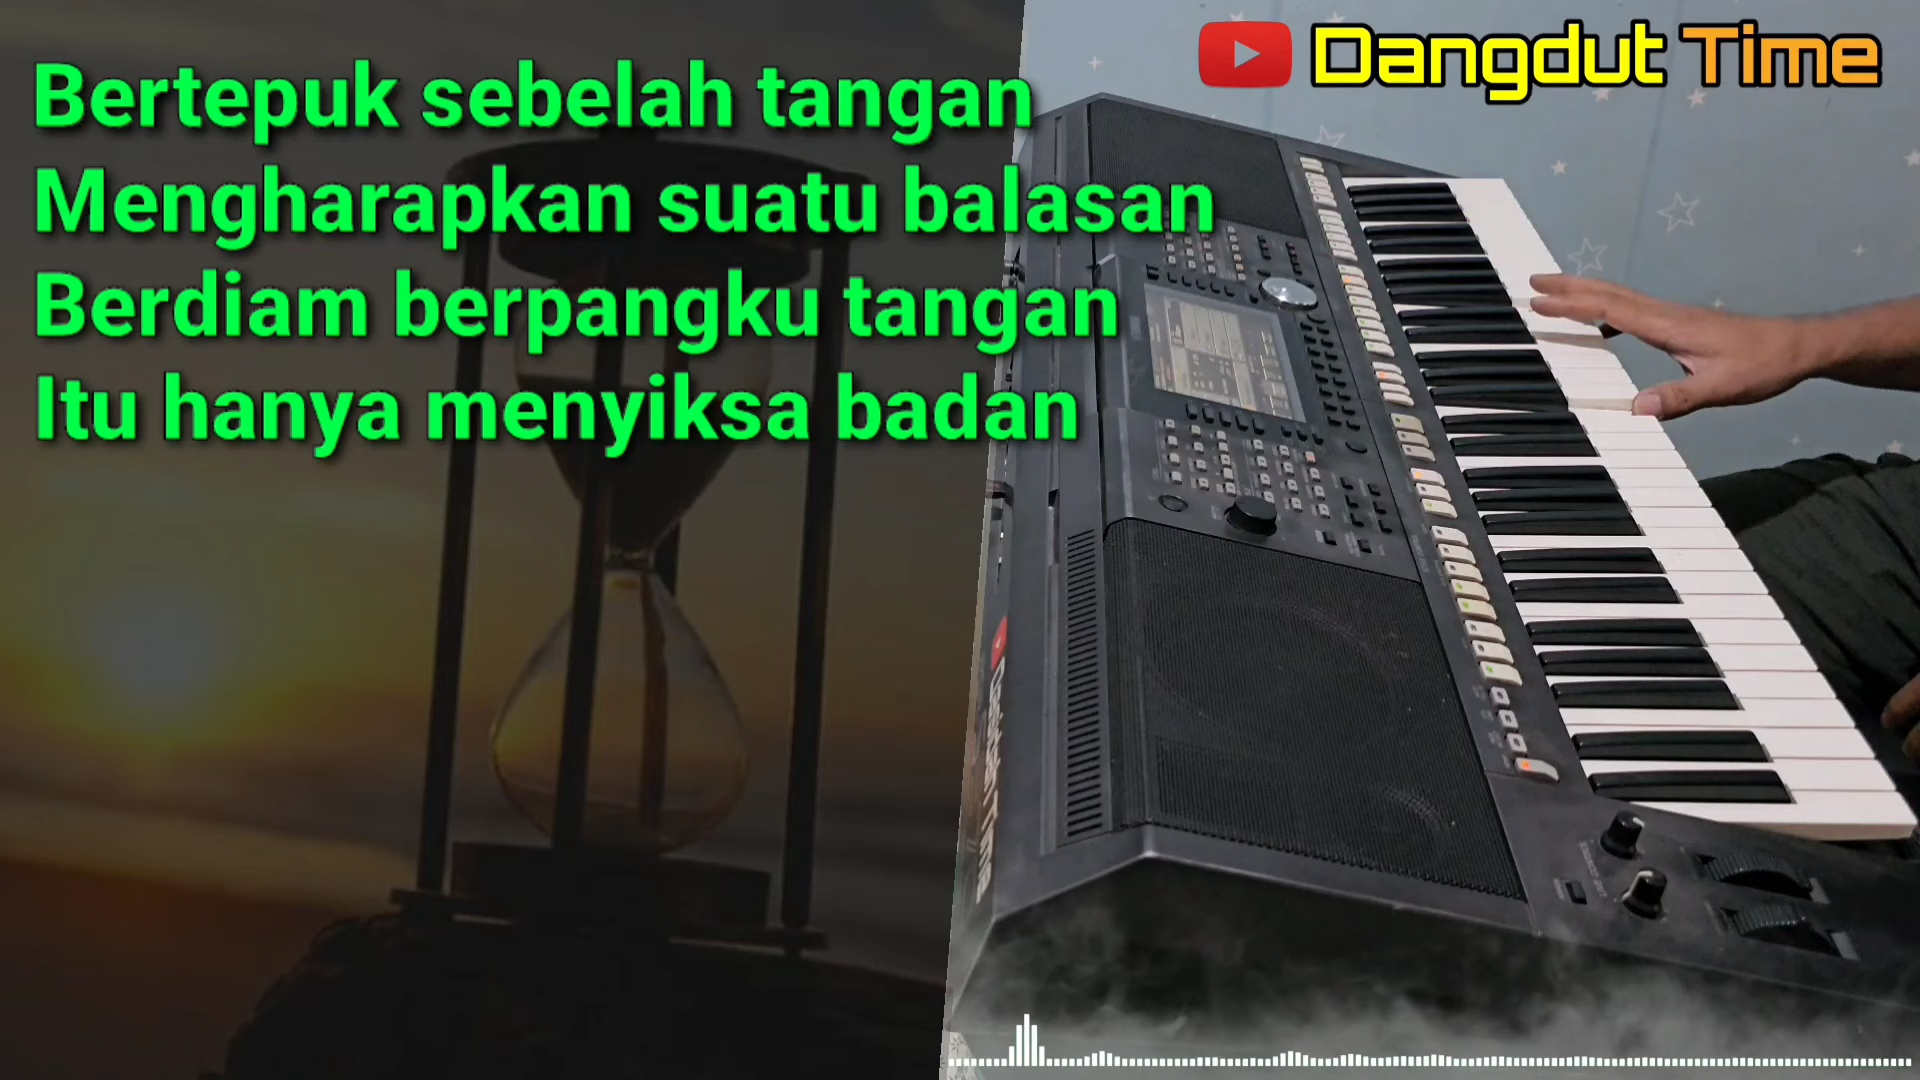 Dangdut Time
Bertepuk sebelah tangan
Mengharapkan suatu balasan
Berdiam berpangku tangan
Itu hanya menyiksa badan